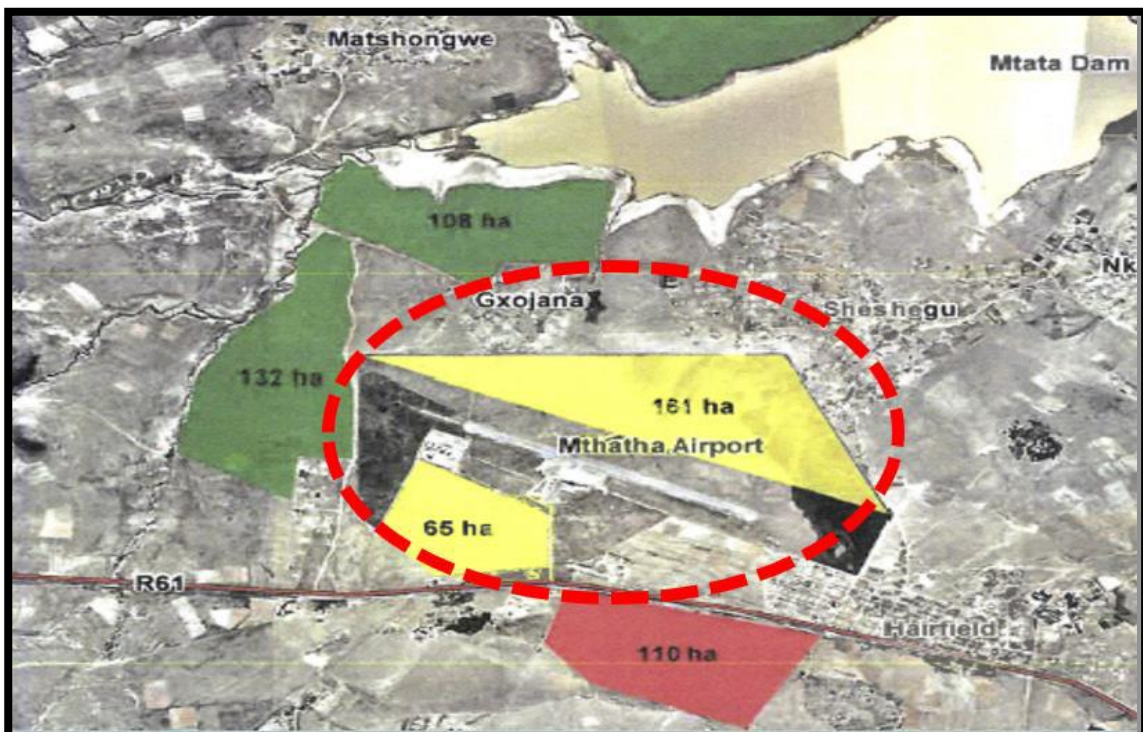 Matshongwe
Mtata Dam
108 ha
Nk
Gxojana
Sheshegu
132 ha
161 ha
Mthatha Airport
65 ha
R61
Hairfield
110 ha